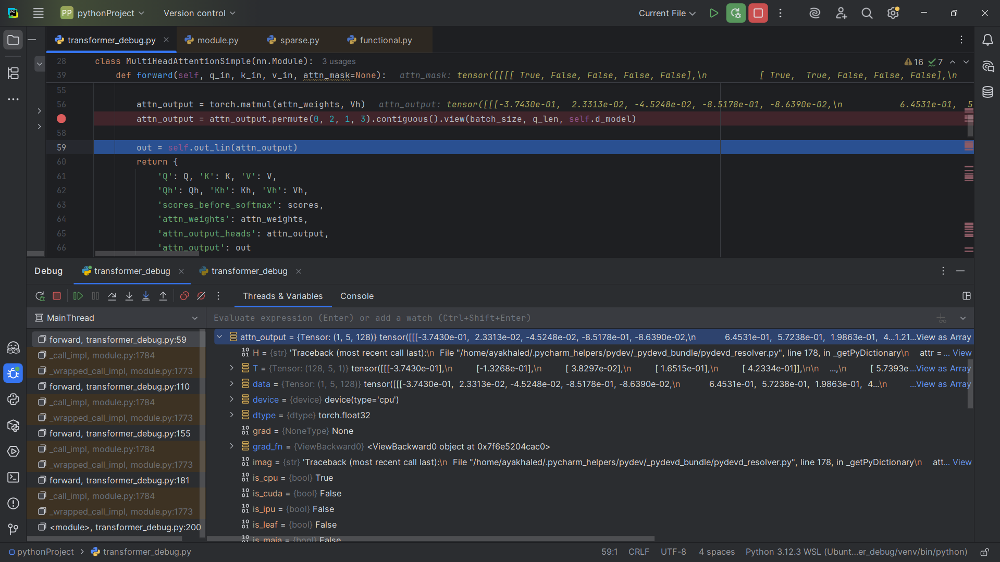 PP pythonProject Version control Current File
transformer_debug.py module.py sparse.py functional.py
28 class MultiHeadAttentionSimple(nn.Module): 3 usages 16 7
39 def forward(self, q_in, k_in, v_in, attn_mask=None): attn_mask: tensor([[[[ True, False, False, False, False],\n [ True, True, False, False, False],\n
55
56 attn_output = torch.matmul(attn_weights, Vh) attn_output: tensor([[[-3.7430e-01, 2.3313e-02, -4.5248e-02, -8.5178e-01, -8.6390e-02,\n 6.4531e-01, 5
attn_output = attn_output.permute(0, 2, 1, 3).contiguous().view(batch_size, q_len, self.d_model)
58
59 out = self.out_lin(attn_output)
60 return {
61 'Q': Q, 'K': K, 'V': V,
62 'Qh': Qh, 'Kh': Kh, 'Vh': Vh,
63 'scores_before_softmax': scores,
64 'attn_weights': attn_weights,
65 'attn_output_heads': attn_output,
66 'attn_output': out
Debug transformer_debug transformer_debug
Threads & Variables Console
MainThread
Evaluate expression (Enter) or add a watch (Ctrl+Shift+Enter)
forward, transformer_debug.py:59
_call_impl, module.py:1784
_wrapped_call_impl, module.py:1773
forward, transformer_debug.py:110
_call_impl, module.py:1784
_wrapped_call_impl, module.py:1773
forward, transformer_debug.py:155
_call_impl, module.py:1784
_wrapped_call_impl, module.py:1773
forward, transformer_debug.py:181
_call_impl, module.py:1784
_wrapped_call_impl, module.py:1773
<module>, transformer_debug.py:200
attn_output = {Tensor: (1, 5, 128)} tensor([[[-3.7430e-01, 2.3313e-02, -4.5248e-02, -8.5178e-01, -8.6390e-02,\n 6.4531e-01, 5.7238e-01, 1.9863e-01, 4...1.21...View as Array
H = {str} 'Traceback (most recent call last):\n File "/home/ayakhaled/.pycharm_helpers/pydev/_pydevd_bundle/pydevd_resolver.py", line 178, in _getPyDictionary\n attr =... View
T = {Tensor: (128, 5, 1)} tensor([[[-3.7430e-01],\n [-1.3268e-01],\n [ 3.8297e-02],\n [ 1.6515e-01],\n [ 4.2334e-01]],\n\n ...,\n [ 5.7393e...View as Array
data = {Tensor: (1, 5, 128)} tensor([[[-3.7430e-01, 2.3313e-02, -4.5248e-02, -8.5178e-01, -8.6390e-02,\n 6.4531e-01, 5.7238e-01, 1.9863e-01, 4...\n ...View as Array
device = {device} device(type='cpu')
dtype = {dtype} torch.float32
grad = {NoneType} None
grad_fn = {ViewBackward0} <ViewBackward0 object at 0x7f6e5204cac0>
imag = {str} 'Traceback (most recent call last):\n File "/home/ayakhaled/.pycharm_helpers/pydev/_pydevd_bundle/pydevd_resolver.py", line 178, in _getPyDictionary\n att... View
is_cpu = {bool} True
is_cuda = {bool} False
is_ipu = {bool} False
is_leaf = {bool} False
is_maia = {bool} False
pythonProject transformer_debug.py 59:1 CRLF UTF-8 4 spaces Python 3.12.3 WSL (Ubunt...er_debug/venv/bin/python)